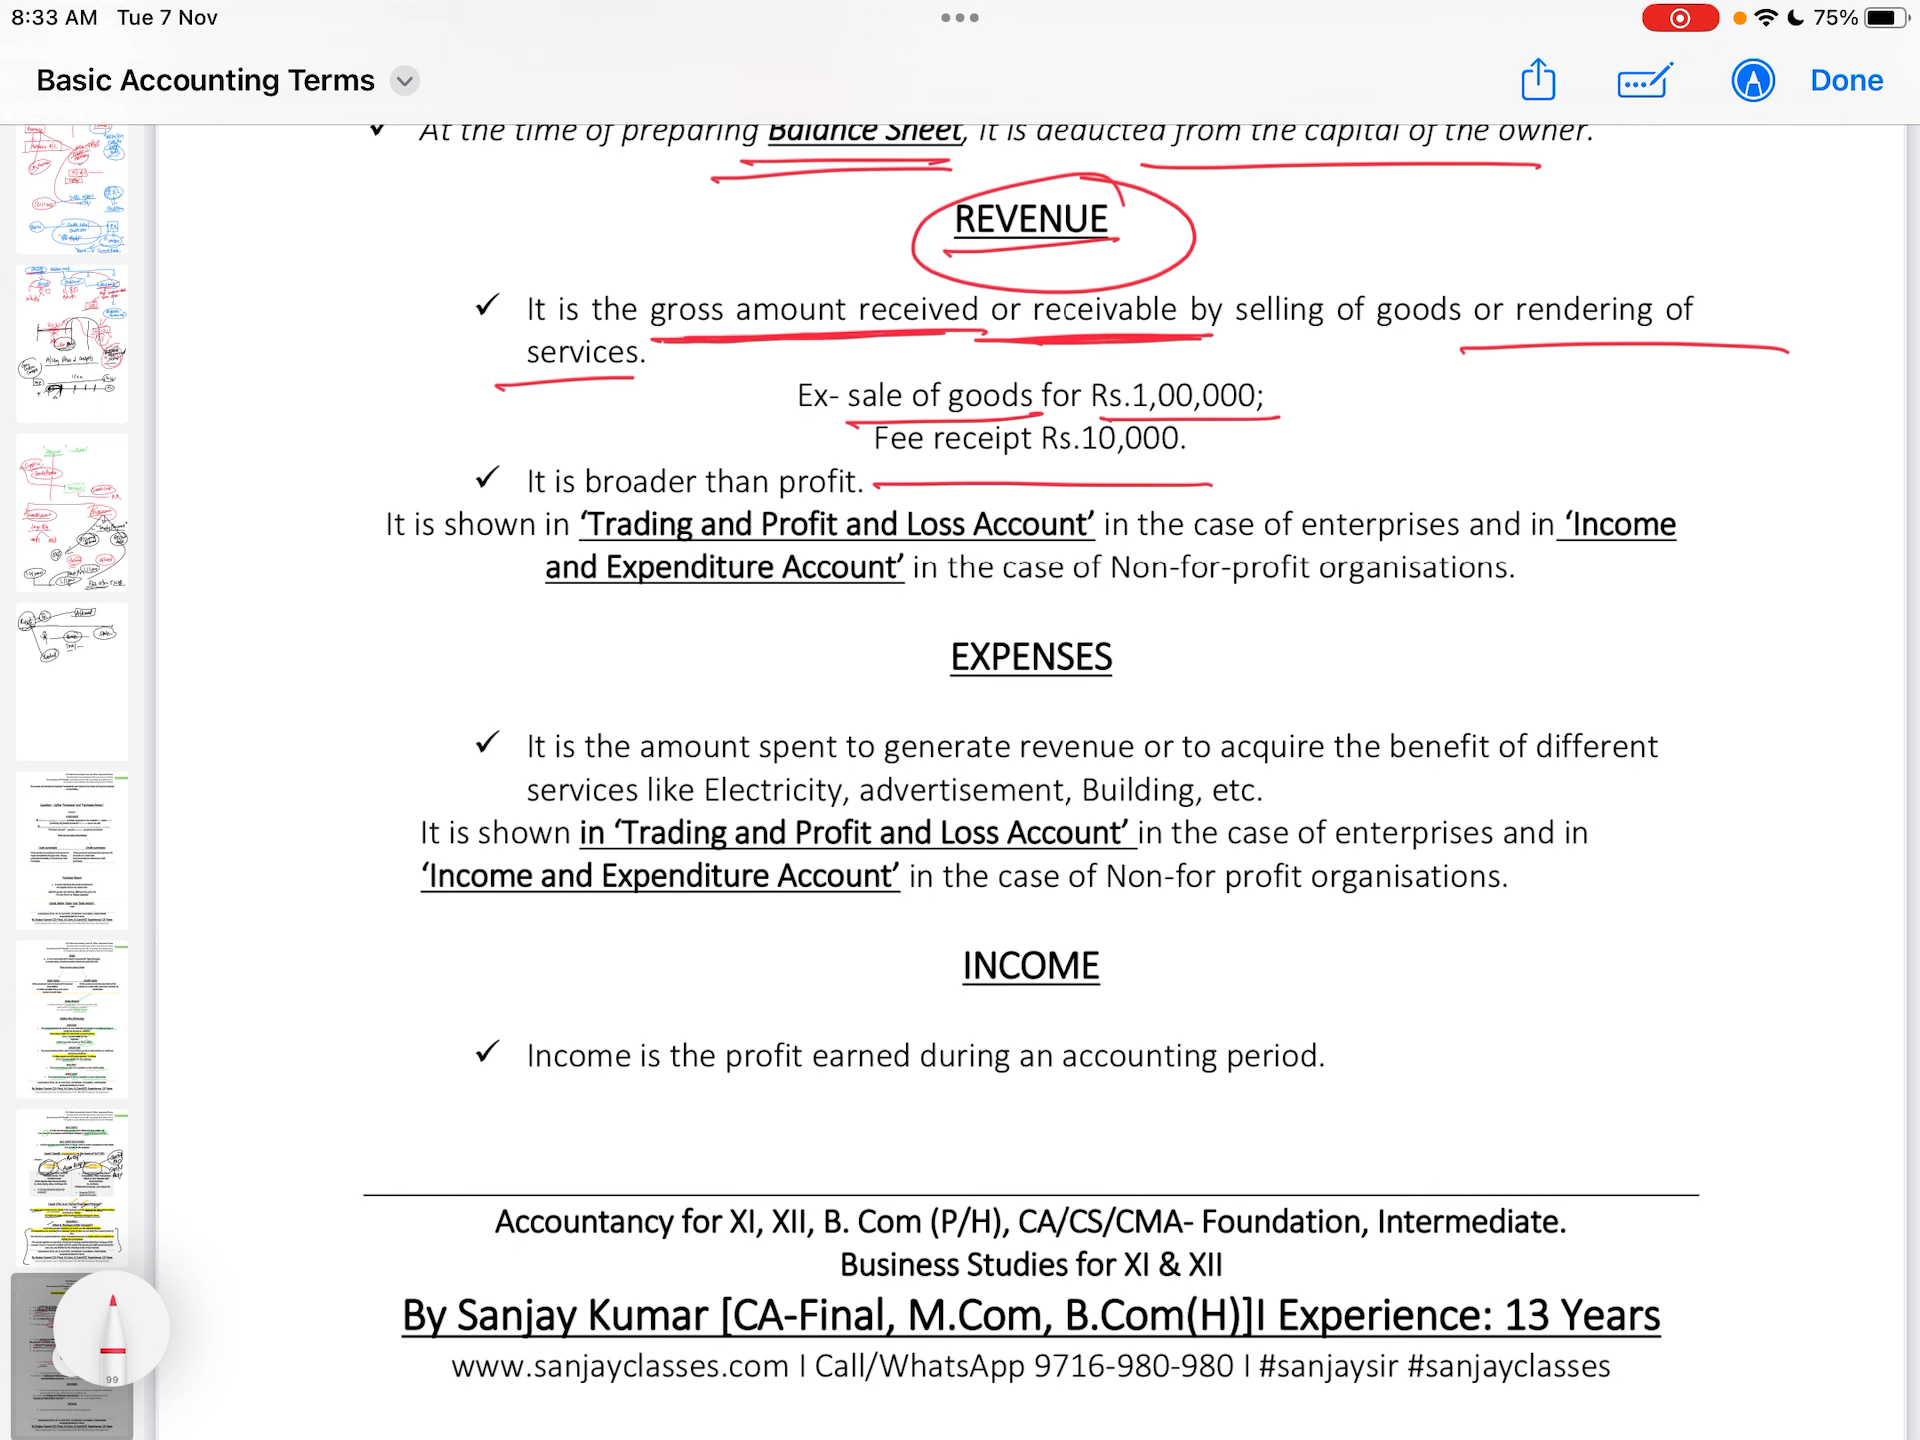 8:33 AM Tue 7 Nov
75%
Basic Accounting Terms
Done
✓ At the time of preparing Balance Sheet, it is deducted from the capital of the owner.
REVENUE
✓ It is the gross amount received or receivable by selling of goods or rendering of
services.
Ex- sale of goods for Rs.1,00,000;
Fee receipt Rs.10,000.
✓ It is broader than profit.
It is shown in ‘Trading and Profit and Loss Account’ in the case of enterprises and in ‘Income
and Expenditure Account’ in the case of Non-for-profit organisations.
EXPENSES
✓ It is the amount spent to generate revenue or to acquire the benefit of different
services like Electricity, advertisement, Building, etc.
It is shown in ‘Trading and Profit and Loss Account’ in the case of enterprises and in
‘Income and Expenditure Account’ in the case of Non-for profit organisations.
INCOME
✓ Income is the profit earned during an accounting period.
Accountancy for XI, XII, B. Com (P/H), CA/CS/CMA- Foundation, Intermediate.
Business Studies for XI & XII
By Sanjay Kumar [CA-Final, M.Com, B.Com(H)]I Experience: 13 Years
www.sanjayclasses.com I Call/WhatsApp 9716-980-980 I #sanjaysir #sanjayclasses
99